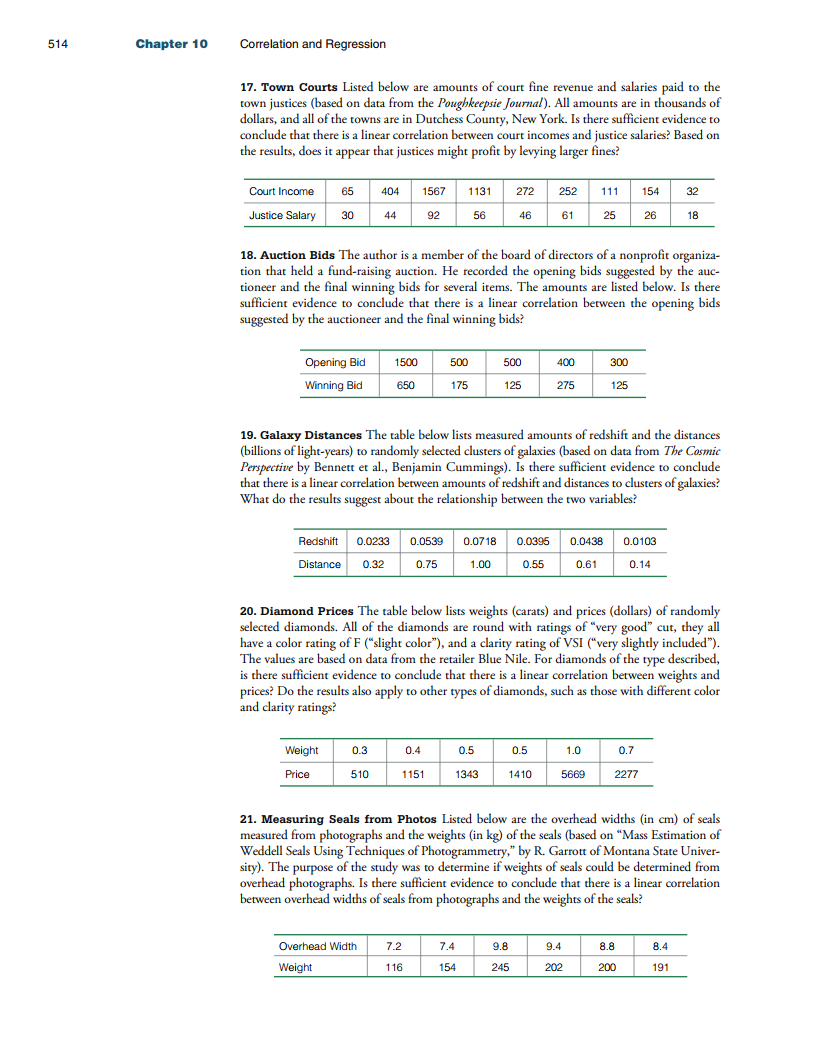 514 Chapter 10 Correlation and Regression
17. Town Courts Listed below are amounts of court fine revenue and salaries paid to the
town justices (based on data from the Poughkeepsie Journal). All amounts are in thousands of
dollars, and all of the towns are in Dutchess County, New York. Is there sufficient evidence to
conclude that there is a linear correlation between court incomes and justice salaries? Based on
the results, does it appear that justices might profit by levying larger fines?
Court Income 65 404 1567 1131 272 252 111 154 32
Justice Salary 30 44 92 56 46 61 25 26 18
18. Auction Bids The author is a member of the board of directors of a nonprofit organiza-
tion that held a fund-raising auction. He recorded the opening bids suggested by the auc-
tioneer and the final winning bids for several items. The amounts are listed below. Is there
sufficient evidence to conclude that there is a linear correlation between the opening bids
suggested by the auctioneer and the final winning bids?
Opening Bid 1500 500 500 400 300
Winning Bid 650 175 125 275 125
19. Galaxy Distances The table below lists measured amounts of redshift and the distances
(billions of light-years) to randomly selected clusters of galaxies (based on data from The Cosmic
Perspective by Bennett et al., Benjamin Cummings). Is there sufficient evidence to conclude
that there is a linear correlation between amounts of redshift and distances to clusters of galaxies?
What do the results suggest about the relationship between the two variables?
Redshift 0.0233 0.0539 0.0718 0.0395 0.0438 0.0103
Distance 0.32 0.75 1.00 0.55 0.61 0.14
20. Diamond Prices The table below lists weights (carats) and prices (dollars) of randomly
selected diamonds. All of the diamonds are round with ratings of “very good” cut, they all
have a color rating of F (“slight color”), and a clarity rating of VSI (“very slightly included”).
The values are based on data from the retailer Blue Nile. For diamonds of the type described,
is there sufficient evidence to conclude that there is a linear correlation between weights and
prices? Do the results also apply to other types of diamonds, such as those with different color
and clarity ratings?
Weight 0.3 0.4 0.5 0.5 1.0 0.7
Price 510 1151 1343 1410 5669 2277
21. Measuring Seals from Photos Listed below are the overhead widths (in cm) of seals
measured from photographs and the weights (in kg) of the seals (based on “Mass Estimation of
Weddell Seals Using Techniques of Photogrammetry,” by R. Garrott of Montana State Univer-
sity). The purpose of the study was to determine if weights of seals could be determined from
overhead photographs. Is there sufficient evidence to conclude that there is a linear correlation
between overhead widths of seals from photographs and the weights of the seals?
Overhead Width 7.2 7.4 9.8 9.4 8.8 8.4
Weight 116 154 245 202 200 191